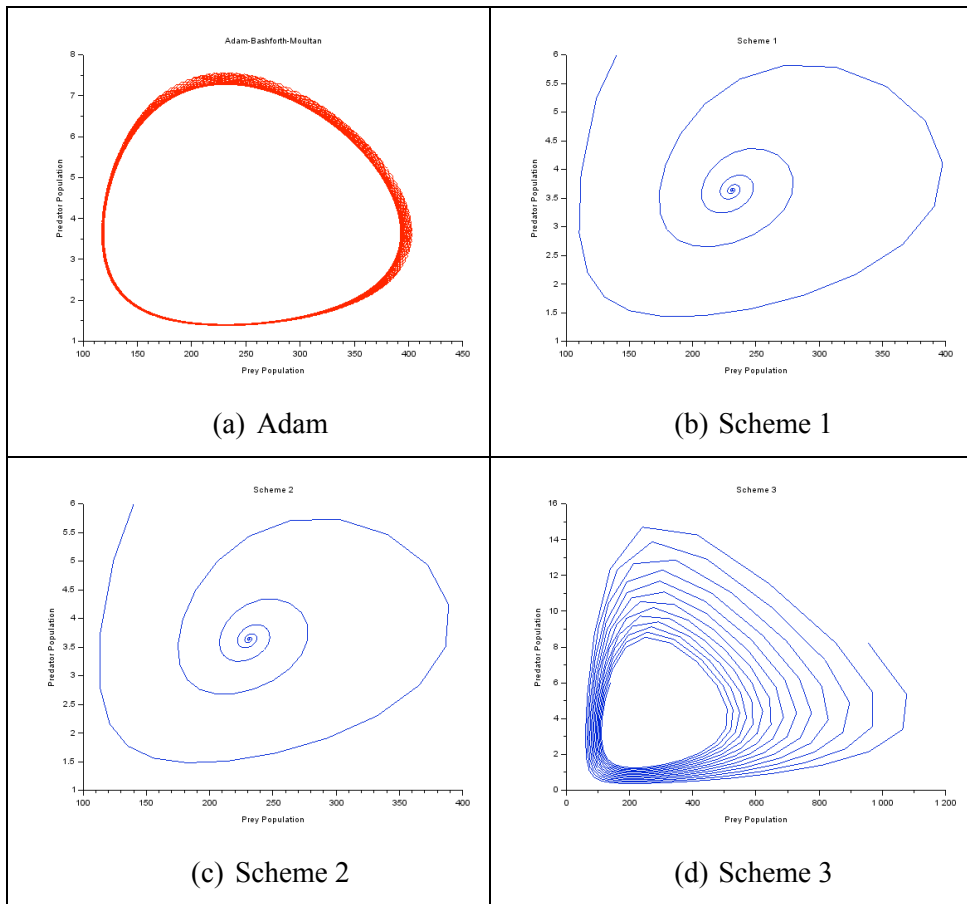 Adam-Bashforth-Moultan
8
7
6
5
4
3
2
1
Predator Population
100 150 200 250 300 350 400 450
Prey Population
(a) Adam
Scheme 1
6
5.5
5
4.5
4
3.5
3
2.5
2
1.5
1
Predator Population
100 150 200 250 300 350 400
Prey Population
(b) Scheme 1
Scheme 2
6
5.5
5
4.5
4
3.5
3
2.5
2
1.5
1
Predator Population
100 150 200 250 300 350 400
Prey Population
(c) Scheme 2
Scheme 3
16
14
12
10
8
6
4
2
0
Predator Population
0 200 400 600 800 1 000 1 200
Prey Population
(d) Scheme 3